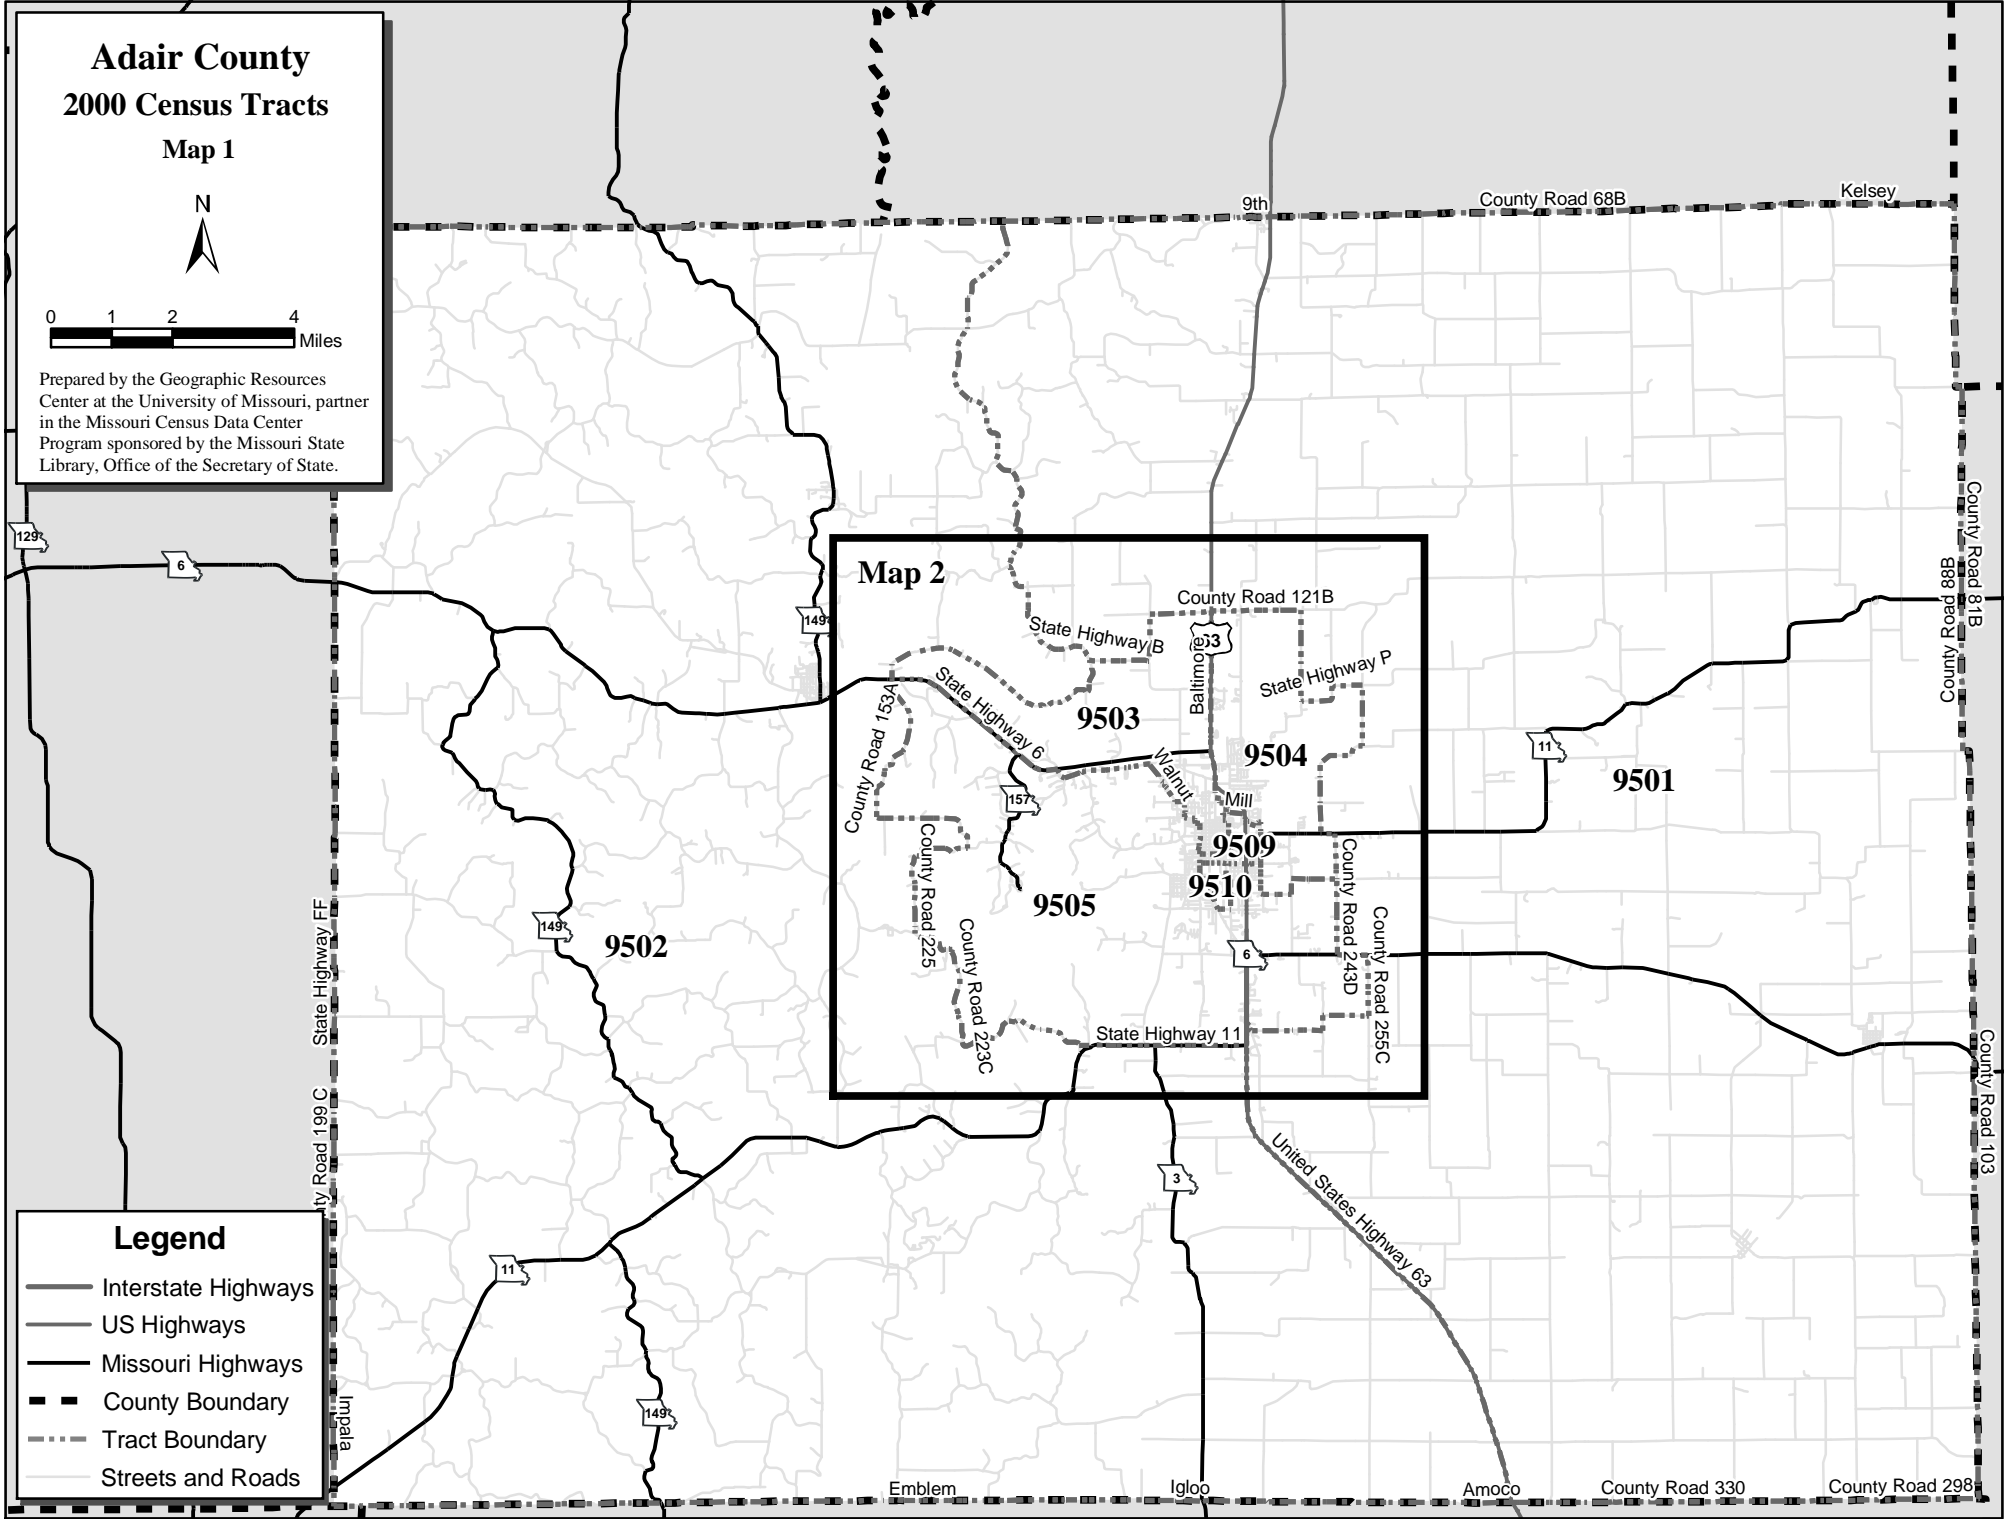 Adair County
2000 Census Tracts
Map 1
N
0 1 2 4
Miles
Prepared by the Geographic Resources
Center at the University of Missouri, partner
in the Missouri Census Data Center
Program sponsored by the Missouri State
Library, Office of the Secretary of State.
9th
County Road 68B
Kelsey
129
6
149
Map 2
County Road 121B
State Highway B
63
Baltimore
State Highway P
State Highway 6
County Road 153A
9503
9504
Walnut
Mill
157
11
9501
County Road 88B
County Road 81B
9509
9510
9505
County Road 225
County Road 223C
County Road 243D
County Road 255C
6
State Highway 11
149
9502
State Highway FF
nty Road 199 C
County Road 103
3
United States Highway 63
11
149
Impala
Emblem
Igloo
Amoco
County Road 330
County Road 298
Legend
Interstate Highways
US Highways
Missouri Highways
County Boundary
Tract Boundary
Streets and Roads